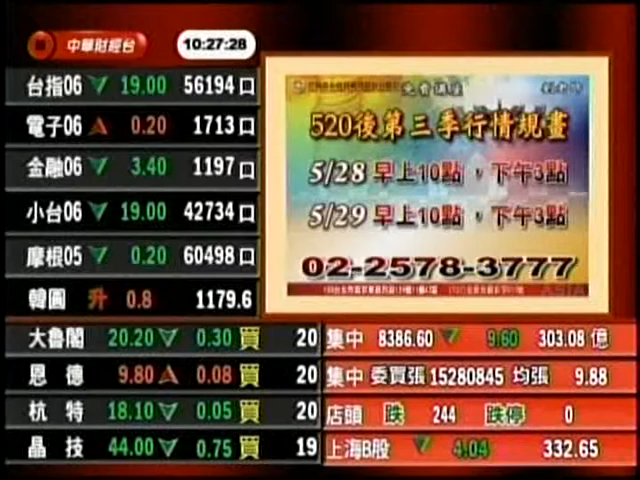 中華財經台 10:27:28
台指06 19.00 56194口
電子06 0.20 1713口
金融06 3.40 1197口
小台06 19.00 42734口
摩根05 0.20 60498口
韓圓 升 0.8 1179.6
免費講座
520後第三季行情規畫
5/28 早上10點，下午3點
5/29 早上10點，下午3點
02-2578-3777
ASIA
大魯閣 20.20 0.30 買 20
恩德 9.80 0.08 買 20
杭特 18.10 0.05 買 20
晶技 44.00 0.75 買 19
集中 8386.60 9.60 303.08 億
集中 委買張 15280845 均張 9.88
店頭 跌 244 跌停 0
上海B股 4.04 332.65